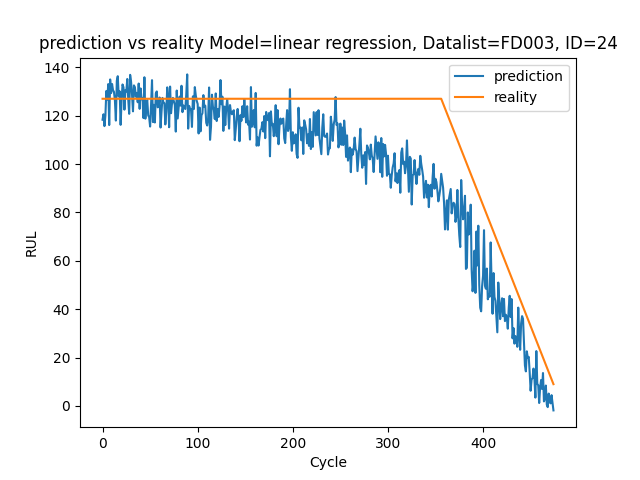 prediction vs reality Model=linear regression, Datalist=FD003, ID=24
prediction
reality
RUL
140
120
100
80
60
40
20
0
0 100 200 300 400
Cycle